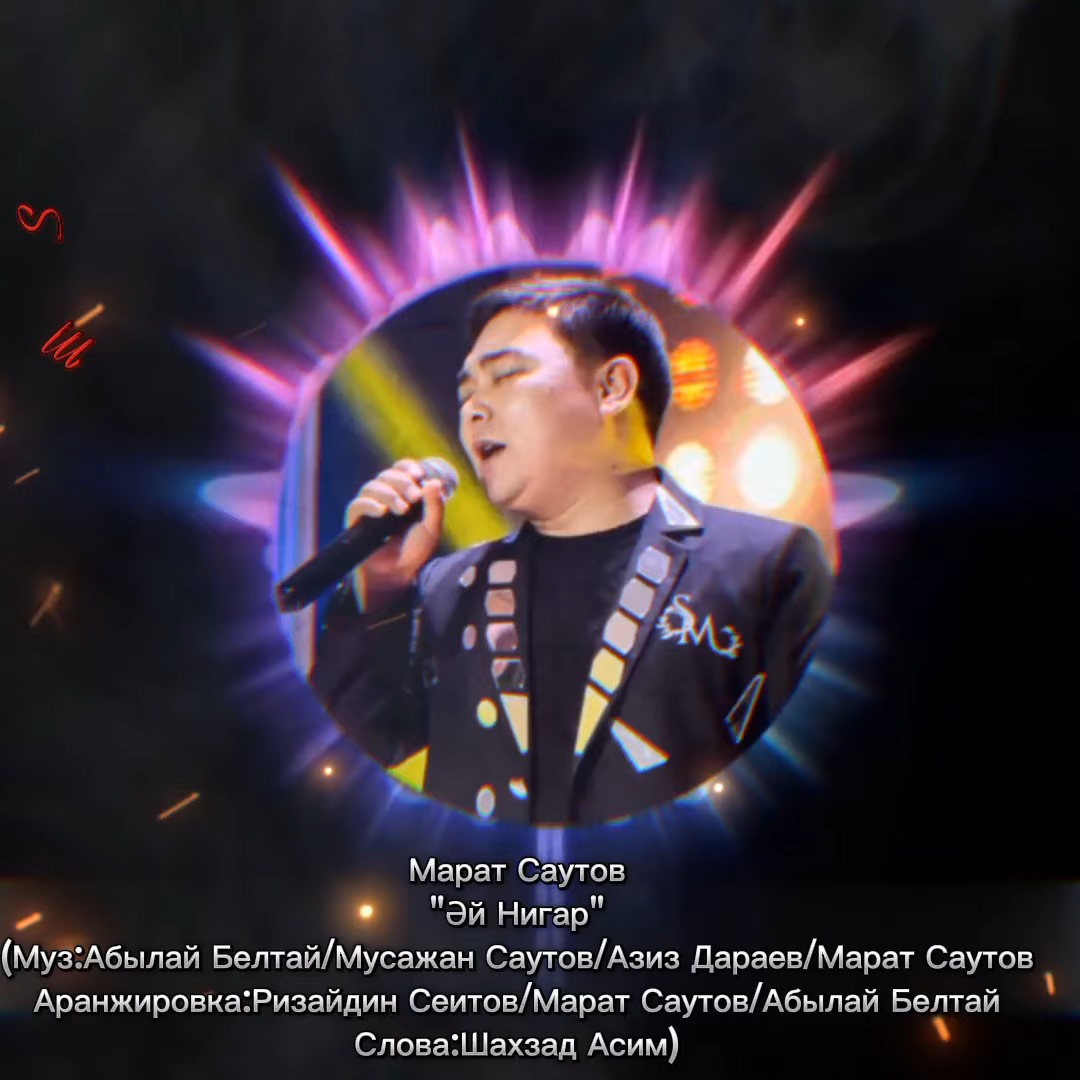 S
Ш
SM
Марат Саутов
"Әй Нигар"
(Муз:Абылай Белтай/Мусажан Саутов/Азиз Дараев/Марат Саутов
Аранжировка:Ризайдин Сеитов/Марат Саутов/Абылай Белтай
Слова:Шахзад Асим)